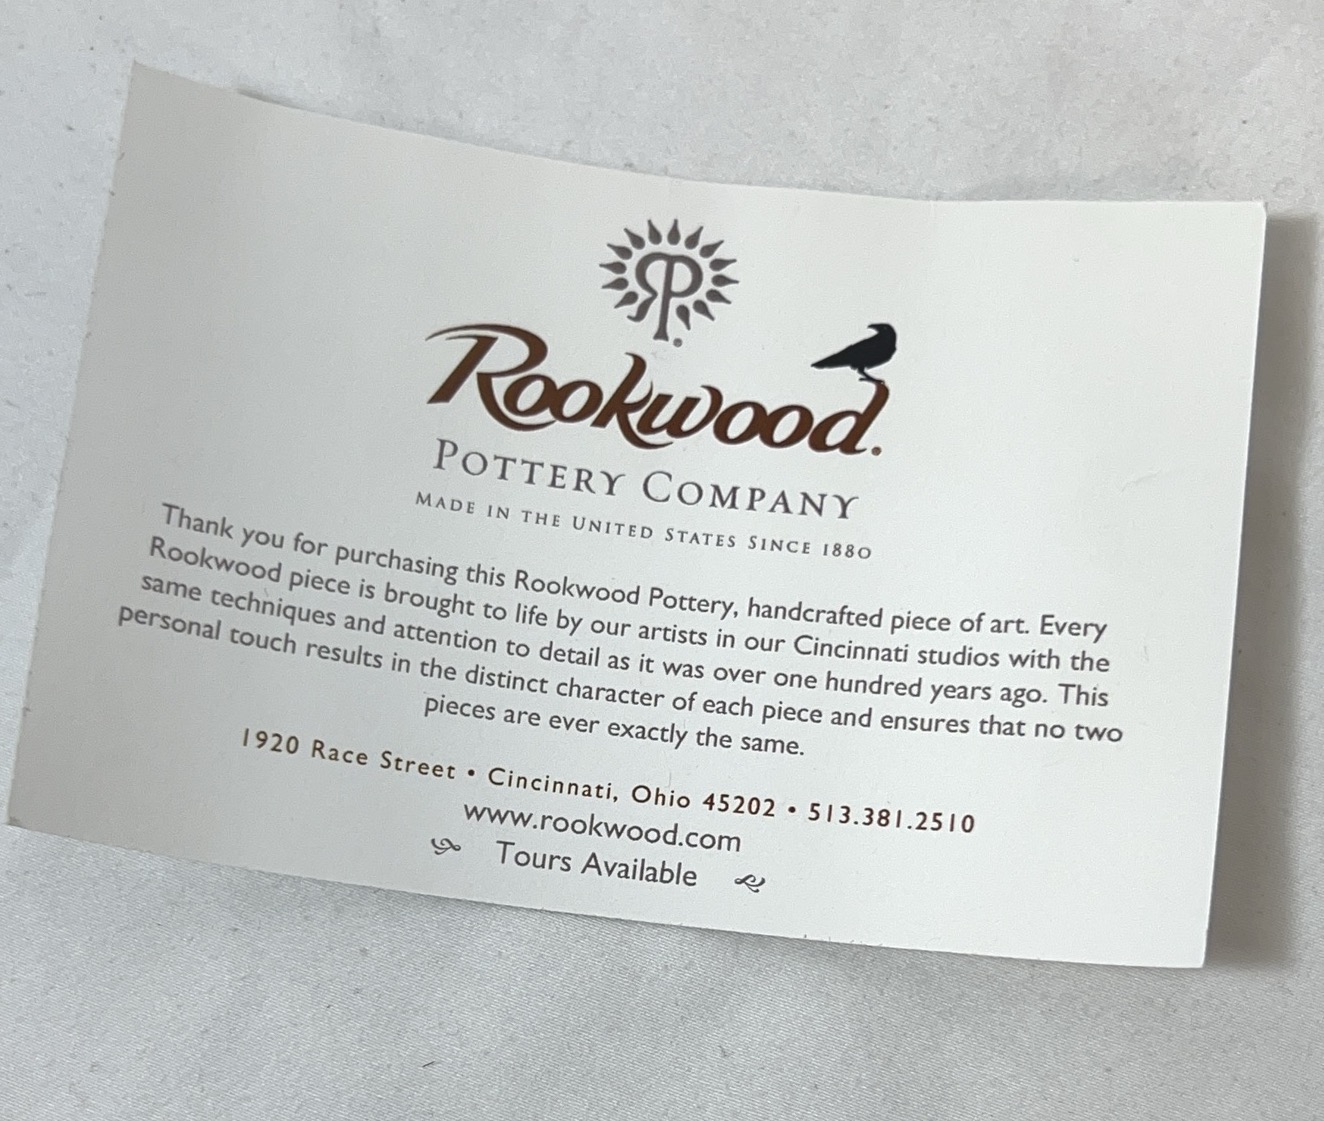 RP.
Rookwood.
POTTERY COMPANY
MADE IN THE UNITED STATES SINCE 1880
Thank you for purchasing this Rookwood Pottery, handcrafted piece of art. Every
Rookwood piece is brought to life by our artists in our Cincinnati studios with the
same techniques and attention to detail as it was over one hundred years ago. This
personal touch results in the distinct character of each piece and ensures that no two
pieces are ever exactly the same.
1920 Race Street • Cincinnati, Ohio 45202 • 513.381.2510
www.rookwood.com
Tours Available